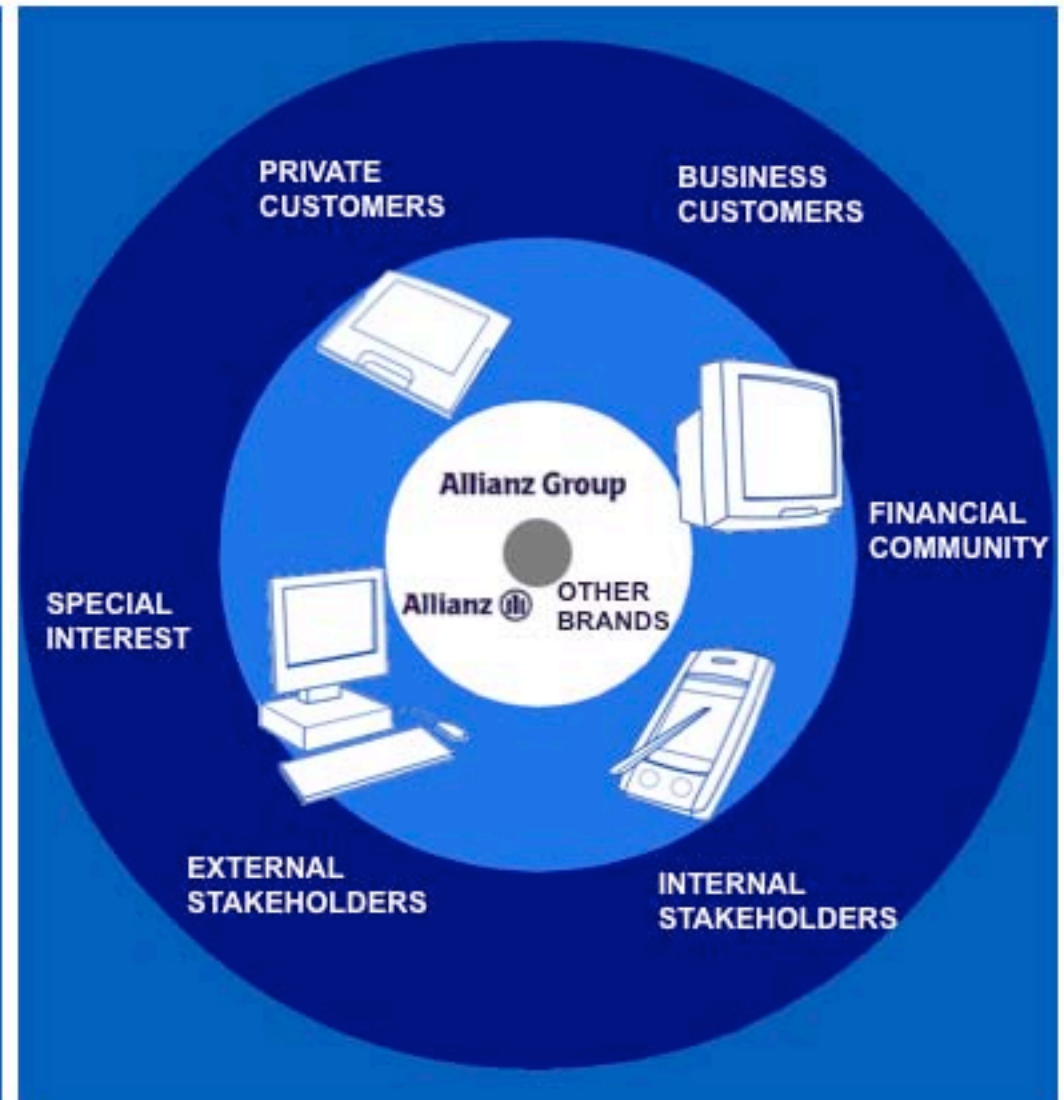 PRIVATE
CUSTOMERS
BUSINESS
CUSTOMERS
Allianz Group
FINANCIAL
COMMUNITY
Allianz
OTHER
BRANDS
SPECIAL
INTEREST
EXTERNAL
STAKEHOLDERS
INTERNAL
STAKEHOLDERS